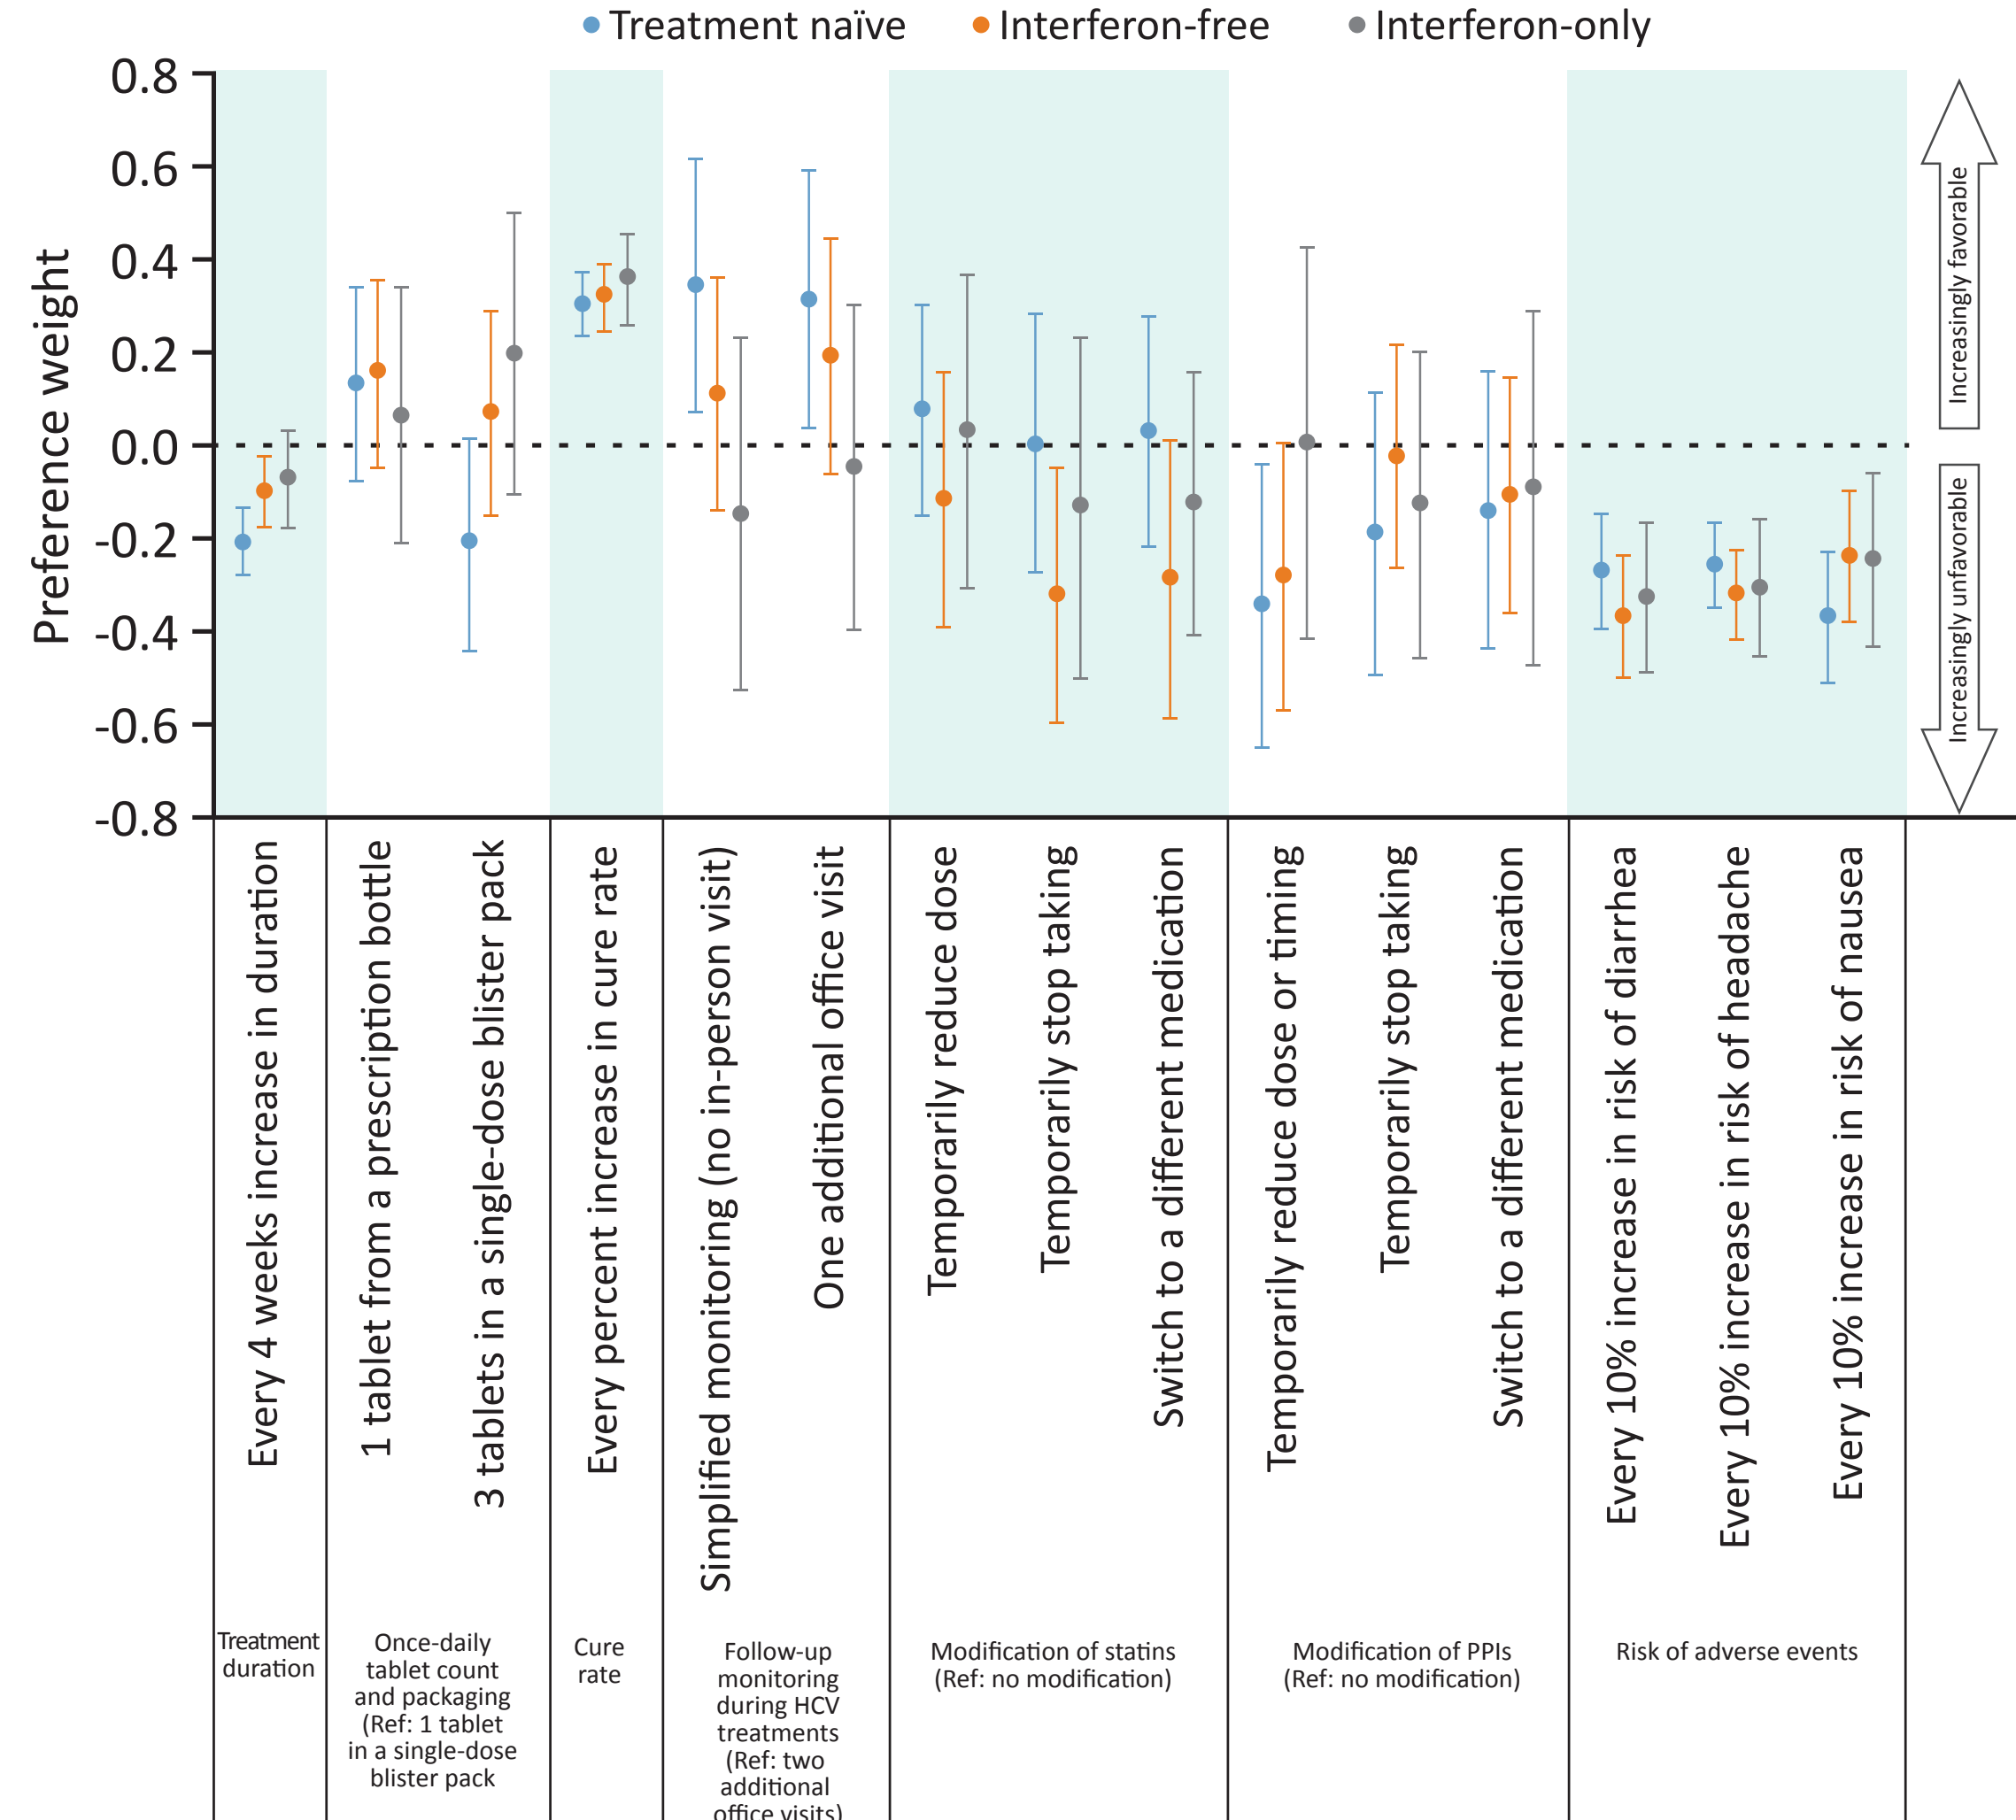 Treatment naïve Interferon-free Interferon-only
Preference weight
0.8
0.6
0.4
0.2
0.0
-0.2
-0.4
-0.6
-0.8
Increasingly favorable
Increasingly unfavorable
Every 4 weeks increase in duration
1 tablet from a prescription bottle
3 tablets in a single-dose blister pack
Every percent increase in cure rate
Simplified monitoring (no in-person visit)
One additional office visit
Temporarily reduce dose
Temporarily stop taking
Switch to a different medication
Temporarily reduce dose or timing
Temporarily stop taking
Switch to a different medication
Every 10% increase in risk of diarrhea
Every 10% increase in risk of headache
Every 10% increase in risk of nausea
Treatment
duration
Once-daily
tablet count
and packaging
(Ref: 1 tablet
in a single-dose
blister pack
Cure
rate
Follow-up
monitoring
during HCV
treatments
(Ref: two
additional
office visits)
Modification of statins
(Ref: no modification)
Modification of PPIs
(Ref: no modification)
Risk of adverse events